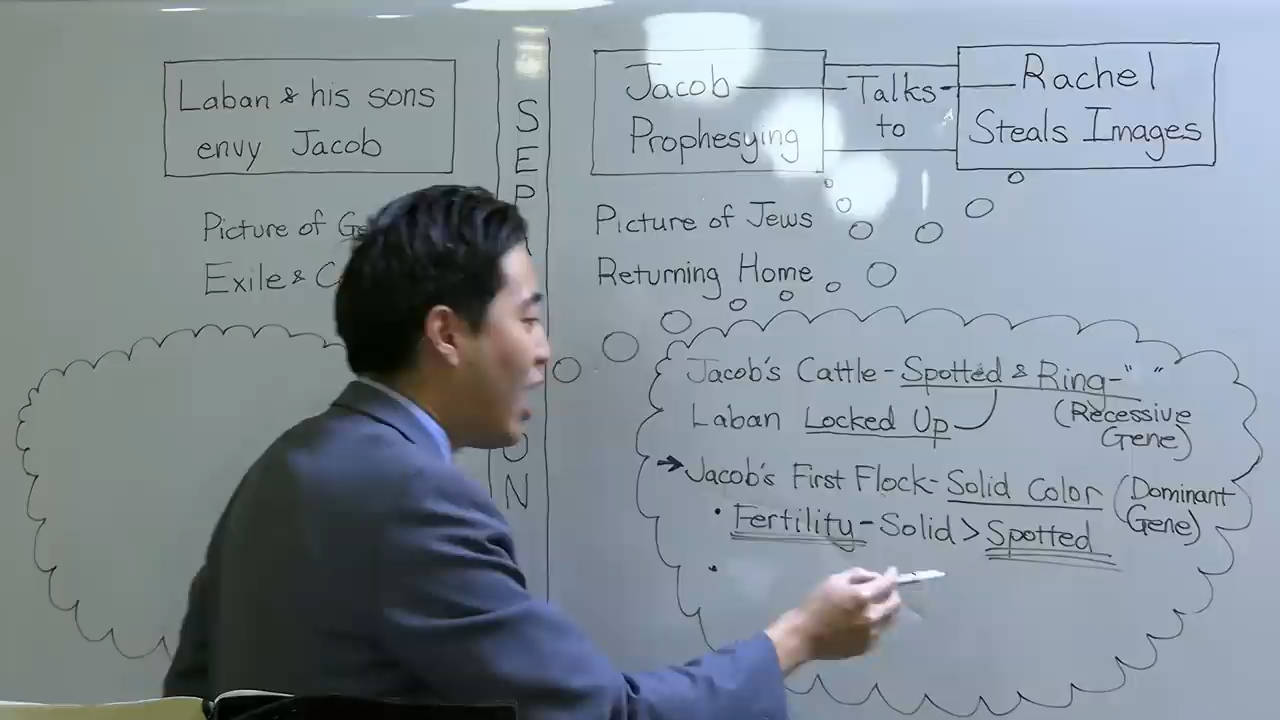 Laban & his sons
envy Jacob
Picture of
Exile &
SEP
ON
Jacob
Prophesying
Talks
to
Rachel
Steals Images
Picture of Jews
Returning Home
Jacob's Cattle - Spotted & Ring-" "
Laban Locked Up
(Recessive
Gene)
→ Jacob's First Flock - Solid Color (Dominant
Gene)
• Fertility - Solid > Spotted
•